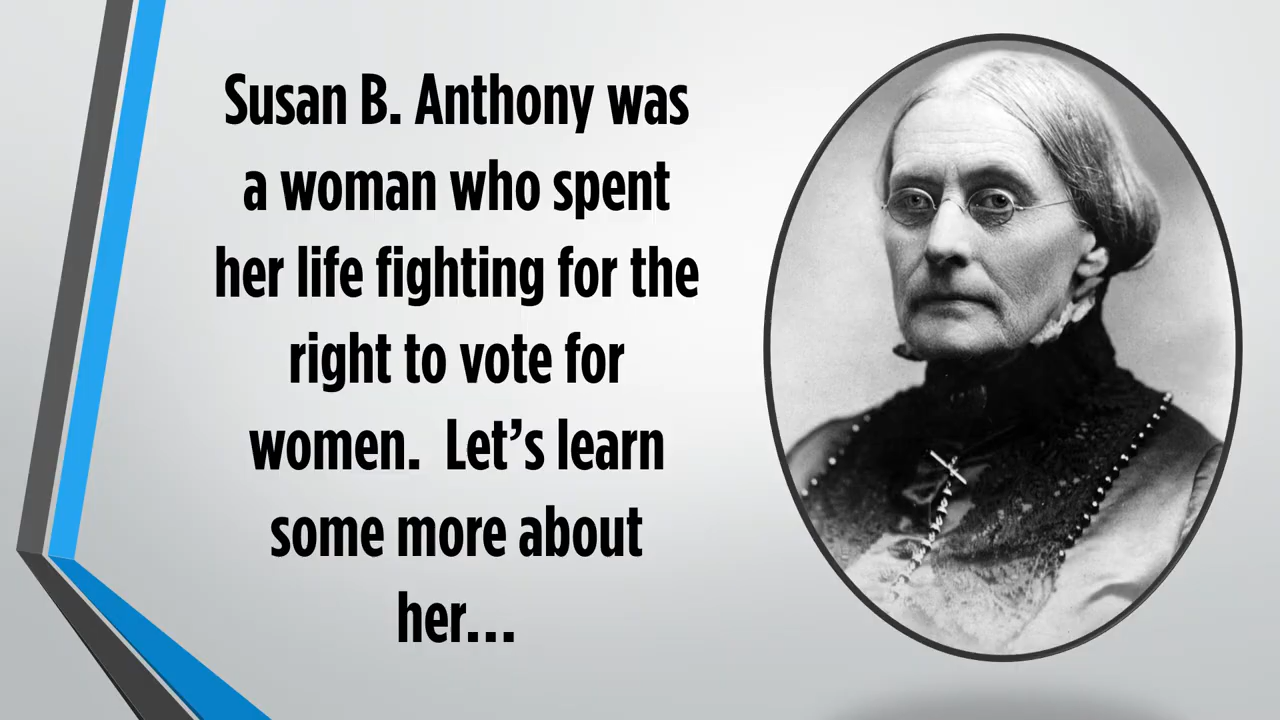 Susan B. Anthony was
a woman who spent
her life fighting for the
right to vote for
women.  Let’s learn
some more about
her…